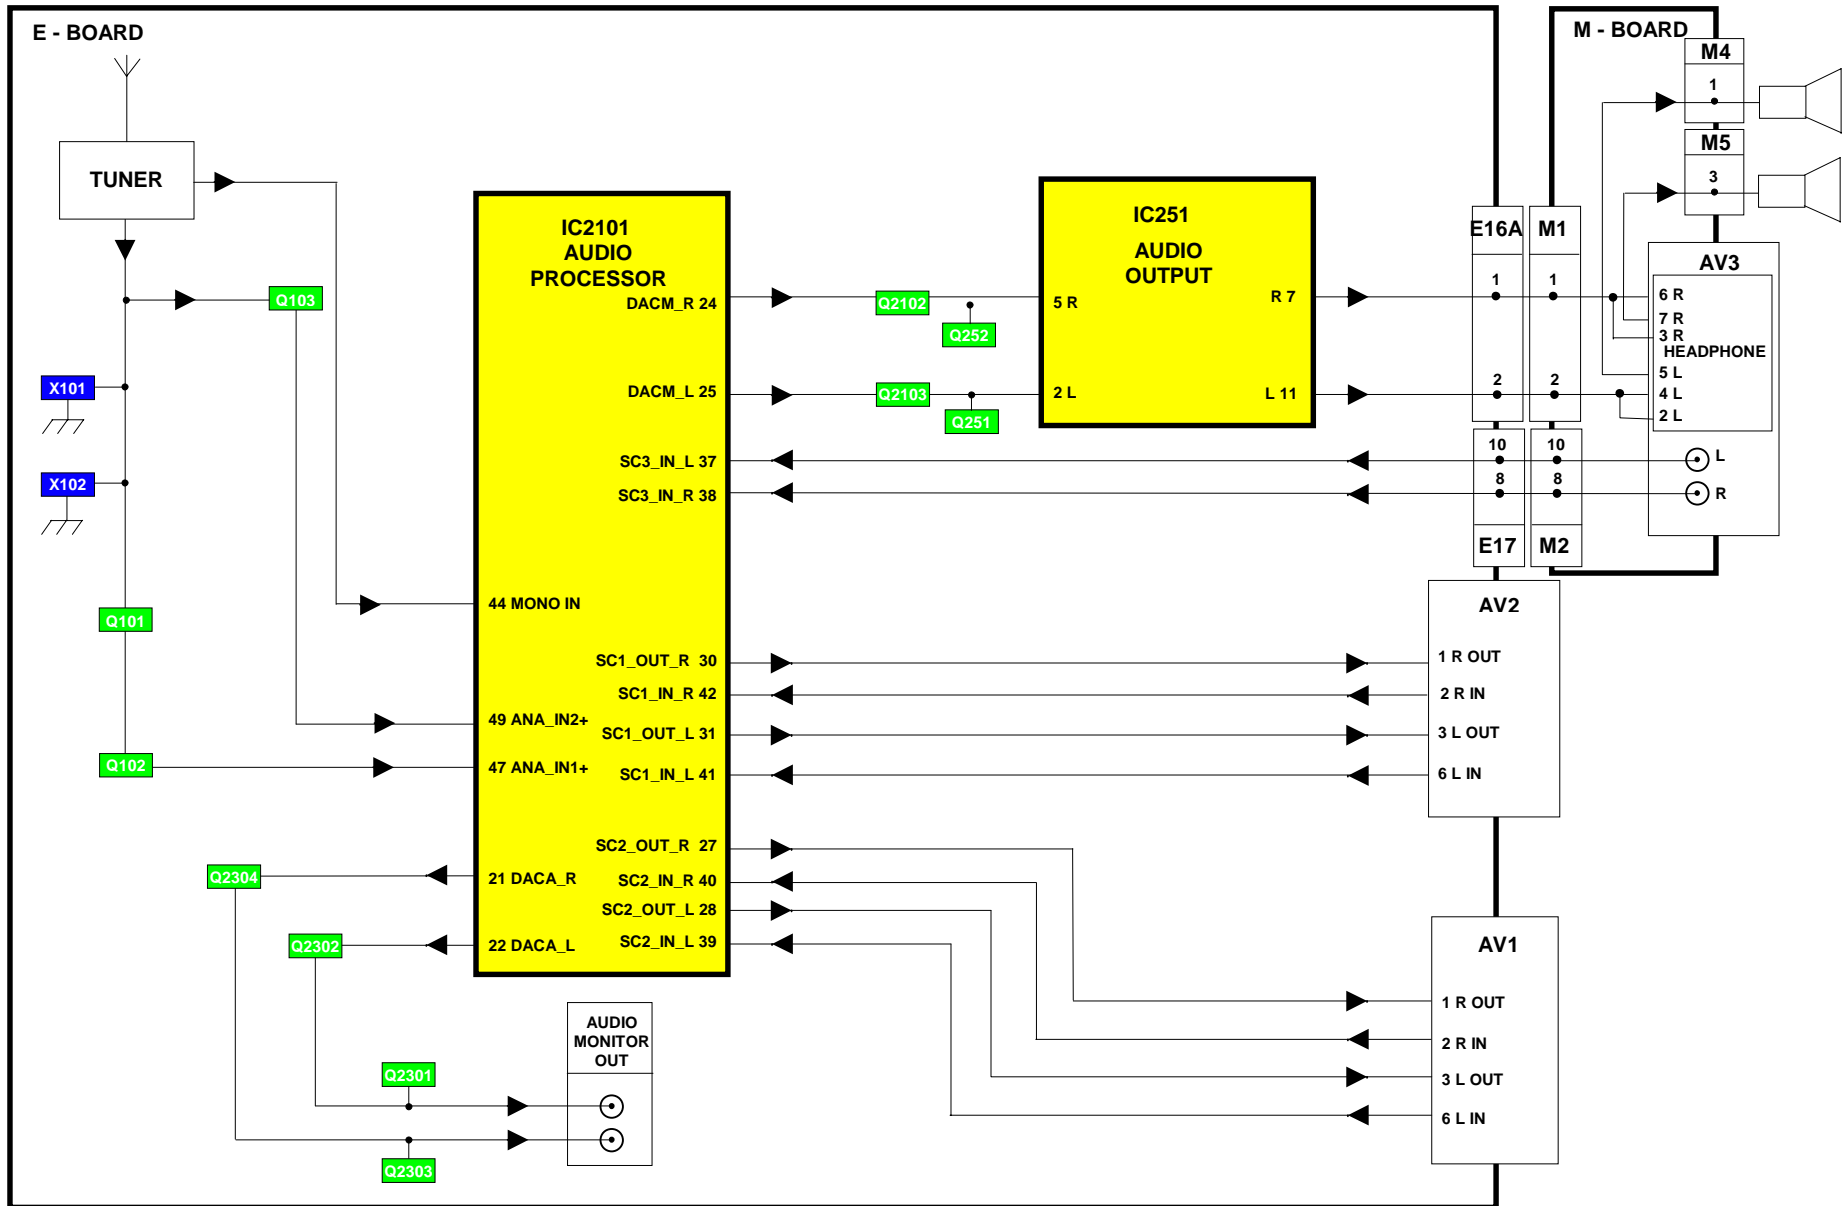 E - BOARD
M - BOARD
M4
1
M5
3
TUNER
IC2101
AUDIO
PROCESSOR
DACM_R 24
DACM_L 25
SC3_IN_L 37
SC3_IN_R 38
44 MONO IN
SC1_OUT_R 30
SC1_IN_R 42
49 ANA_IN2+
SC1_OUT_L 31
47 ANA_IN1+
SC1_IN_L 41
SC2_OUT_R 27
21 DACA_R
SC2_IN_R 40
SC2_OUT_L 28
22 DACA_L
SC2_IN_L 39
Q103
X101
X102
Q101
Q102
Q2304
Q2302
Q2301
Q2303
AUDIO
MONITOR
OUT
Q2102
Q252
Q2103
Q251
IC251
AUDIO
OUTPUT
5 R
R 7
2 L
L 11
E16A
M1
1
1
2
2
10
10
8
8
E17
M2
AV3
6 R
7 R
3 R
HEADPHONE
5 L
4 L
2 L
L
R
AV2
1 R OUT
2 R IN
3 L OUT
6 L IN
AV1
1 R OUT
2 R IN
3 L OUT
6 L IN